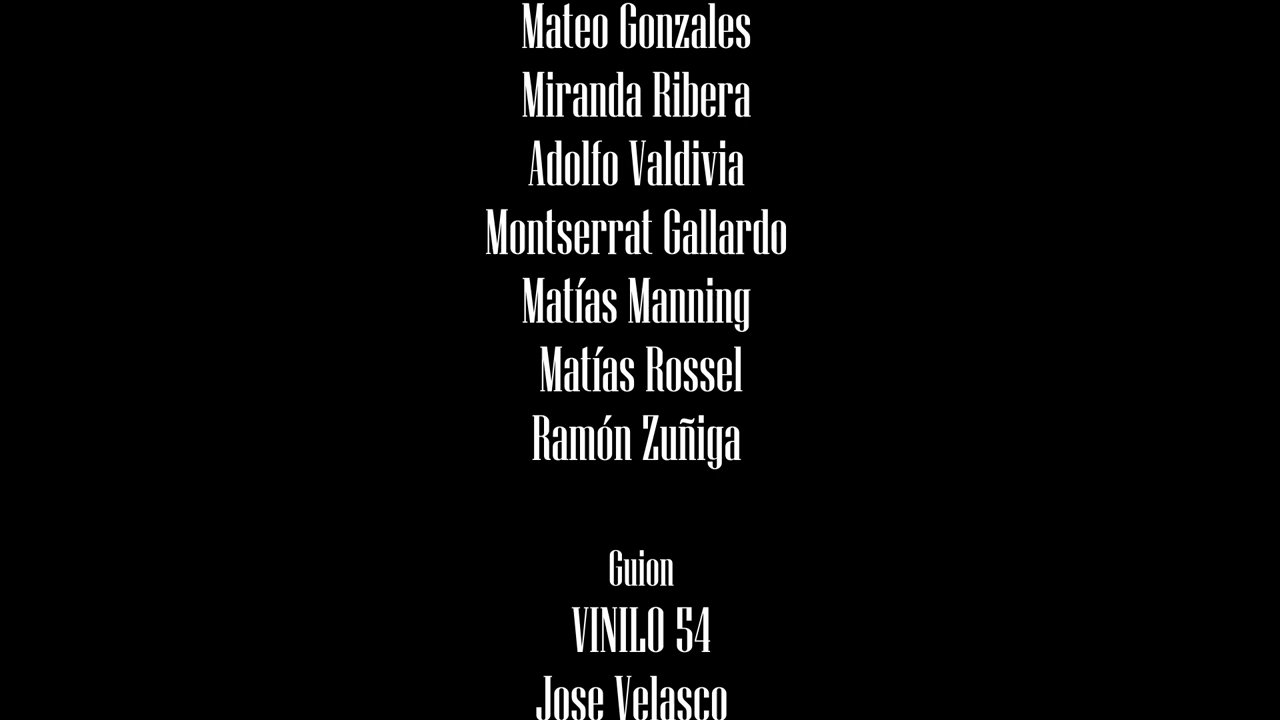 Mateo Gonzales
Miranda Ribera
Adolfo Valdivia
Montserrat Gallardo
Matías Manning
Matías Rossel
Ramón Zuñiga
Guion
VINILO 54
Jose Velasco